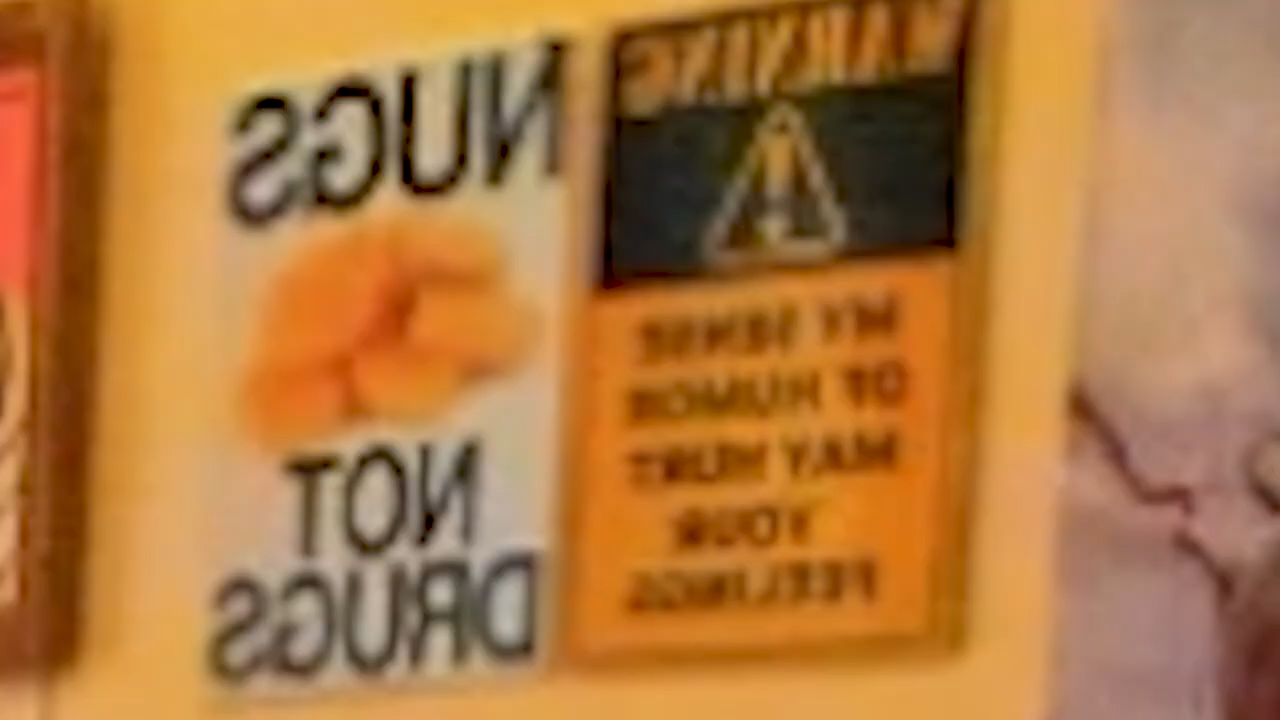 NUGS
NOT
DRUGS
WARNING
MY SENSE
OF HUMOR
MAY HURT
YOUR
FEELINGS